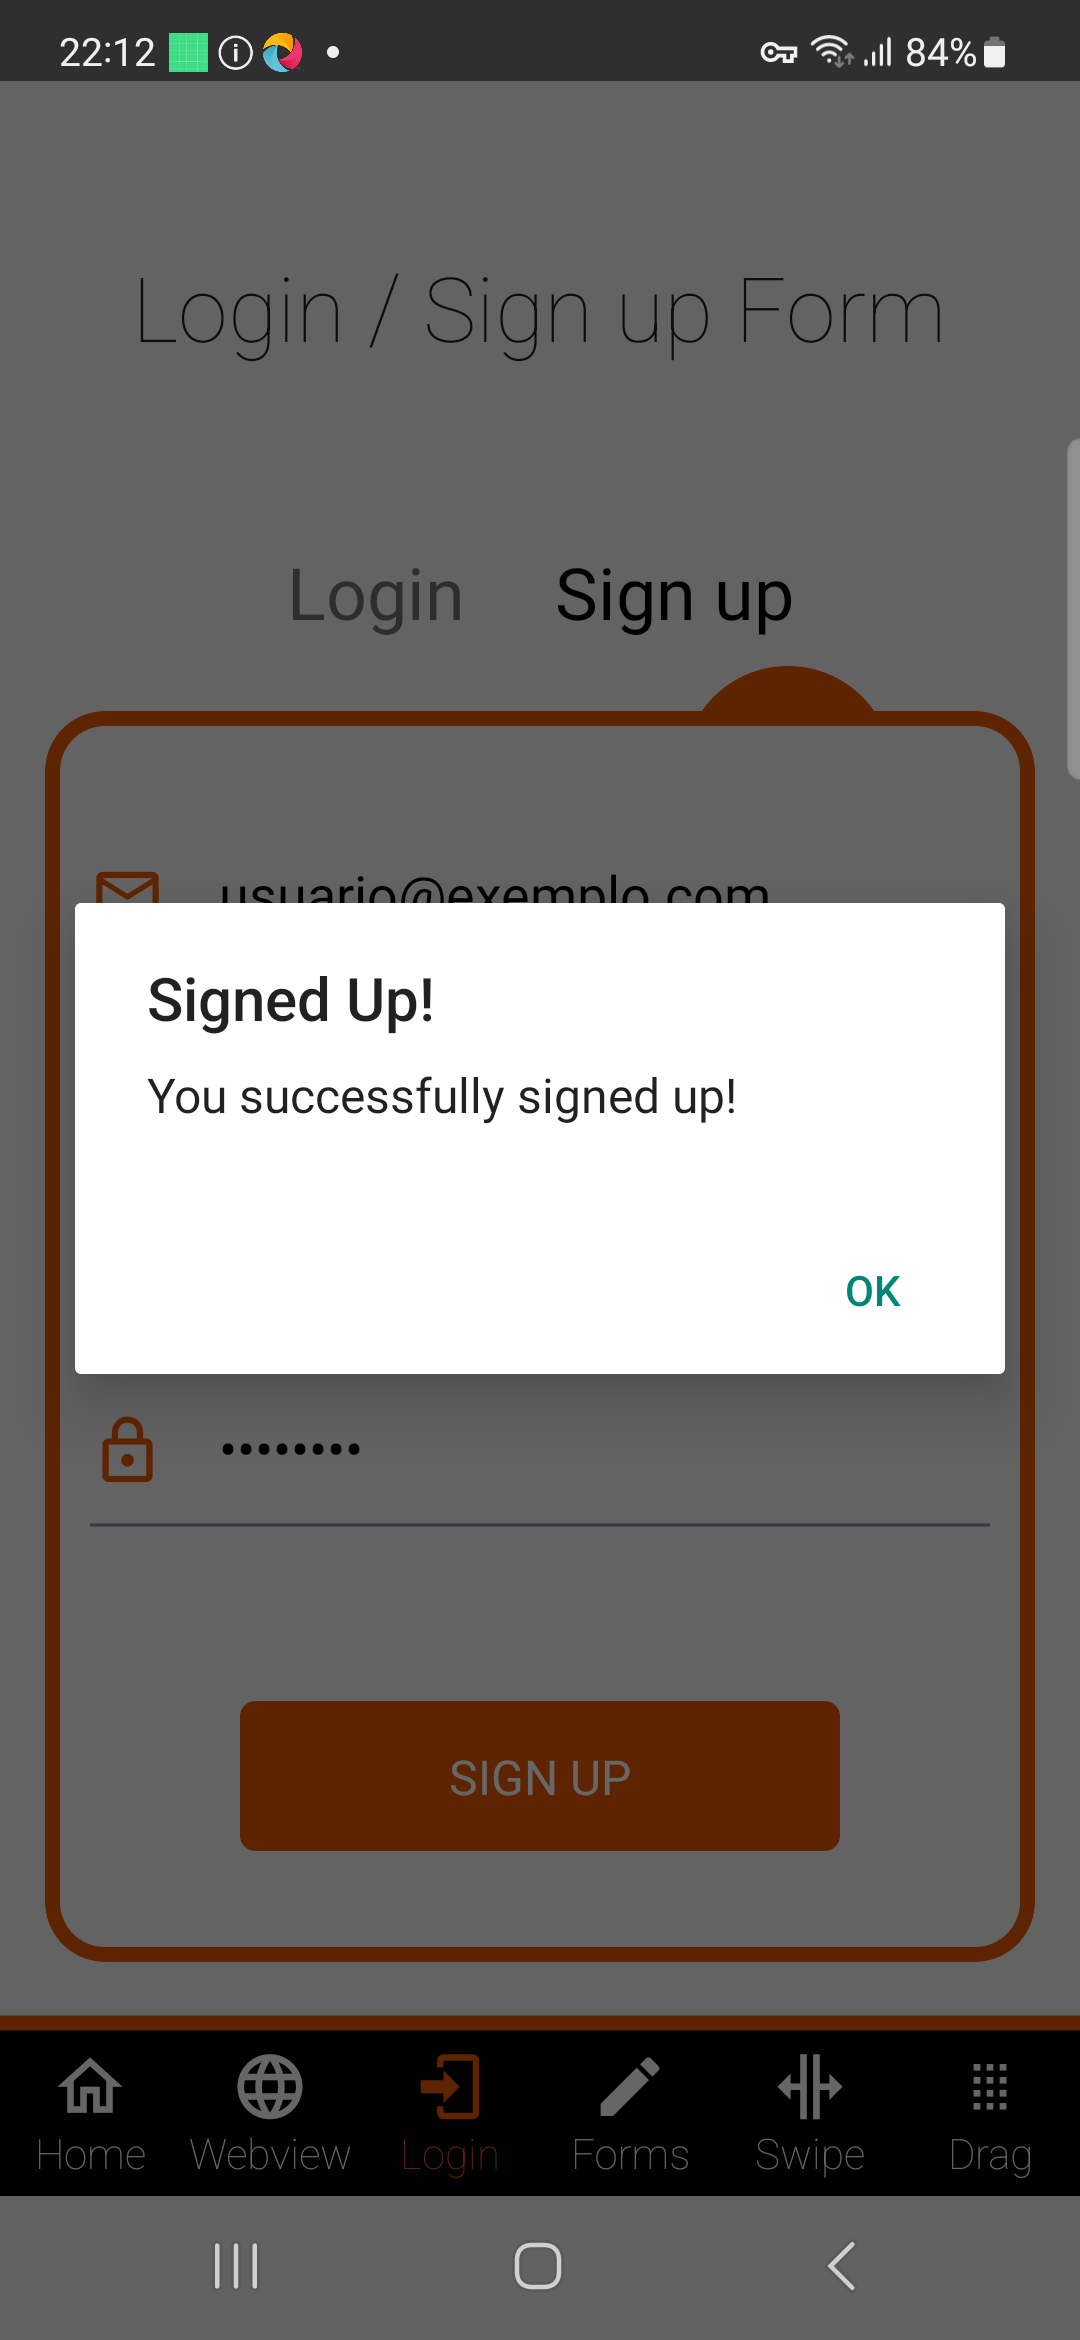 22:12 84%
Login / Sign up Form
Login Sign up
usuario@exemplo.com
Signed Up!
You successfully signed up!
OK
••••••••
SIGN UP
Home Webview Login Forms Swipe Drag